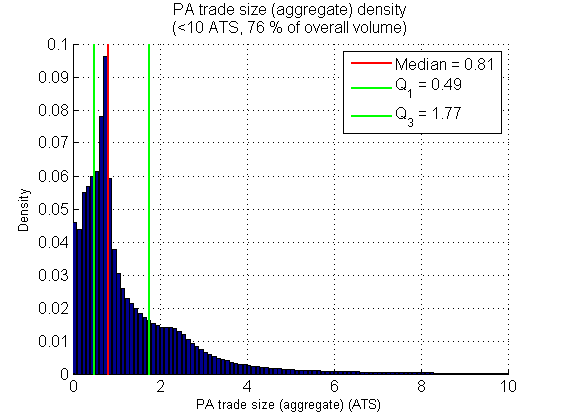 PA trade size (aggregate) density
(<10 ATS, 76 % of overall volume)
0.1
0.09
0.08
0.07
0.06
0.05
0.04
0.03
0.02
0.01
0
Density
Median = 0.81
Q1 = 0.49
Q3 = 1.77
0 2 4 6 8 10
PA trade size (aggregate) (ATS)